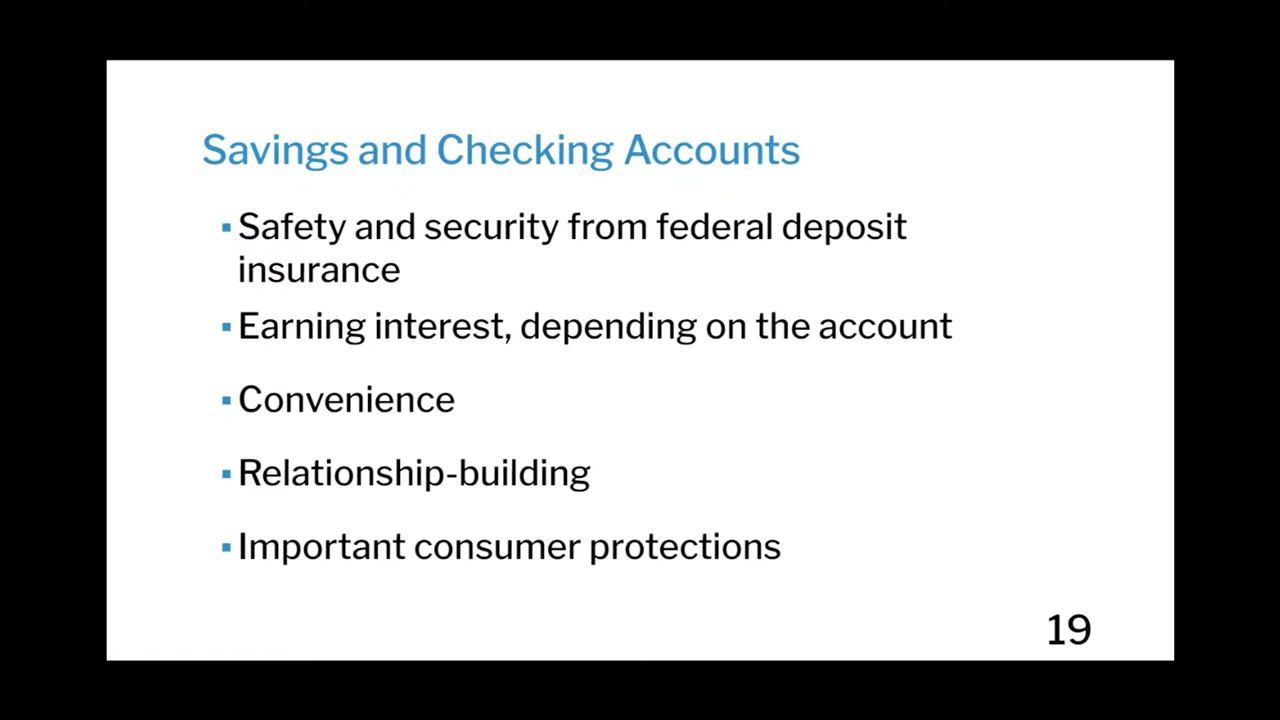 Savings and Checking Accounts
▪Safety and security from federal deposit
insurance
▪Earning interest, depending on the account
▪Convenience
▪Relationship-building
▪Important consumer protections
19